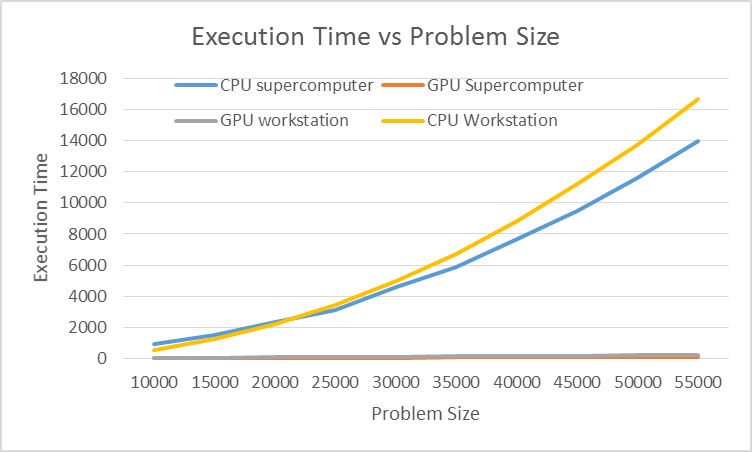 Execution Time vs Problem Size
18000
CPU supercomputer GPU Supercomputer
16000
GPU workstation CPU Workstation
14000
12000
10000
8000
6000
4000
2000
0
Execution Time
10000 15000 20000 25000 30000 35000 40000 45000 50000 55000
Problem Size